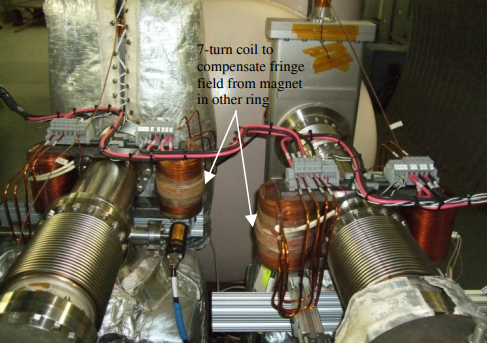 7-turn coil to
compensate fringe
field from magnet
in other ring